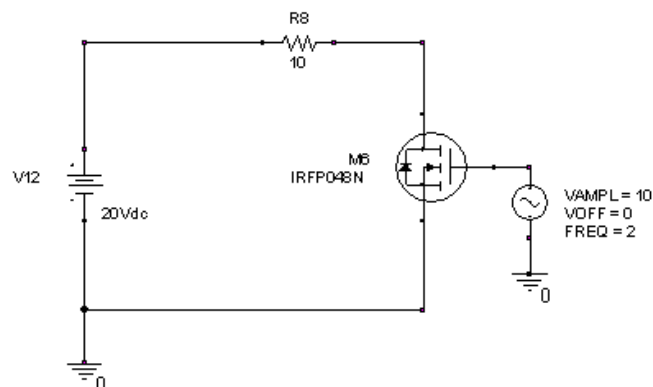 R8
10
M6
IRFP048N
V12
20Vdc
VAMPL = 10
VOFF = 0
FREQ = 2
0
0